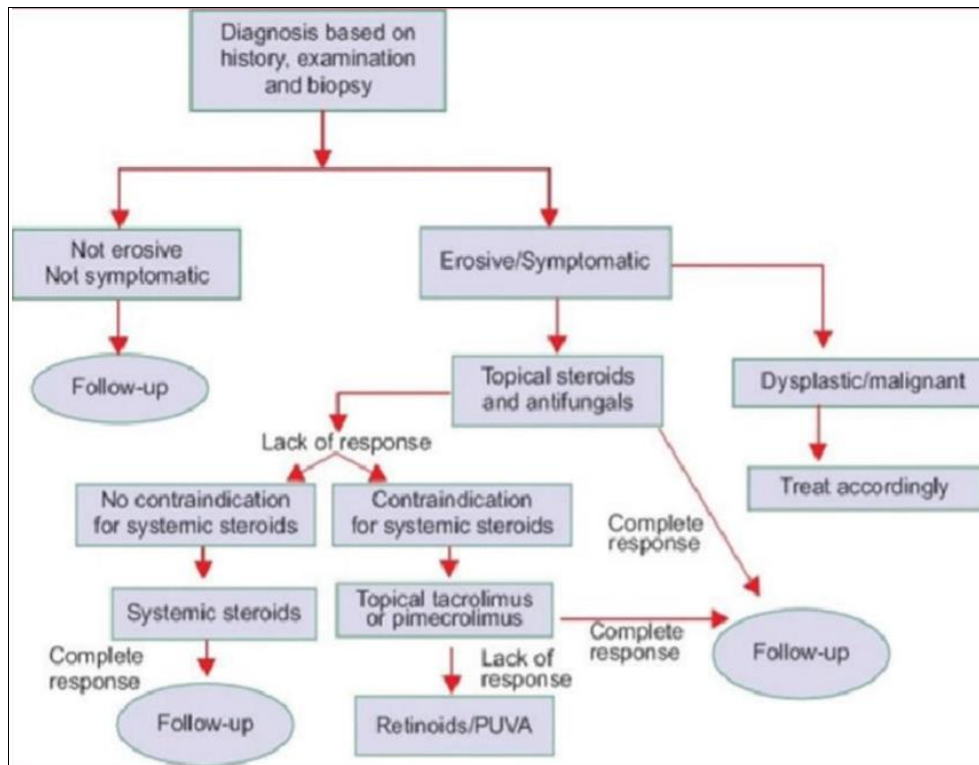 Diagnosis based on
history, examination
and biopsy
Not erosive
Not symptomatic
Erosive/Symptomatic
Follow-up
Topical steroids
and antifungals
Dysplastic/malignant
Lack of response
Treat accordingly
No contraindication
for systemic steroids
Contraindication
for systemic steroids
Complete
response
Systemic steroids
Topical tacrolimus
or pimecrolimus
Complete
response
Follow-up
Complete
response
Lack of
response
Follow-up
Retinoids/PUVA